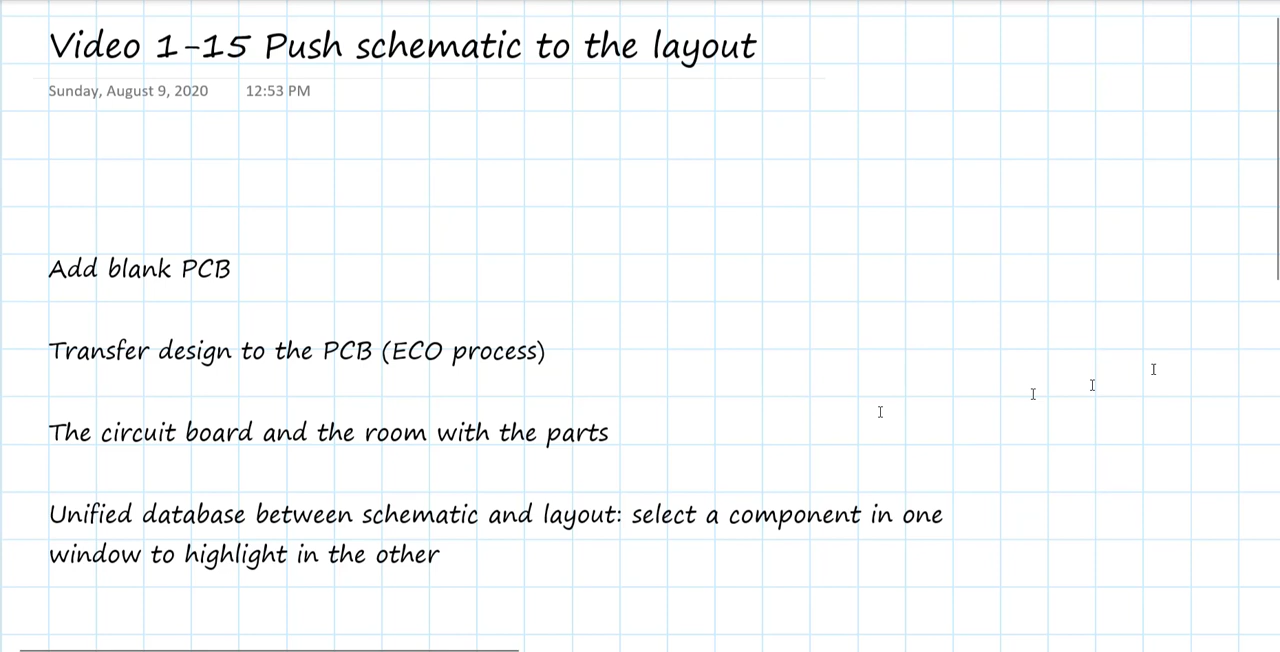 Video 1-15 Push schematic to the layout
Sunday, August 9, 2020 12:53 PM
Add blank PCB
Transfer design to the PCB (ECO process)
The circuit board and the room with the parts
Unified database between schematic and layout: select a component in one
window to highlight in the other